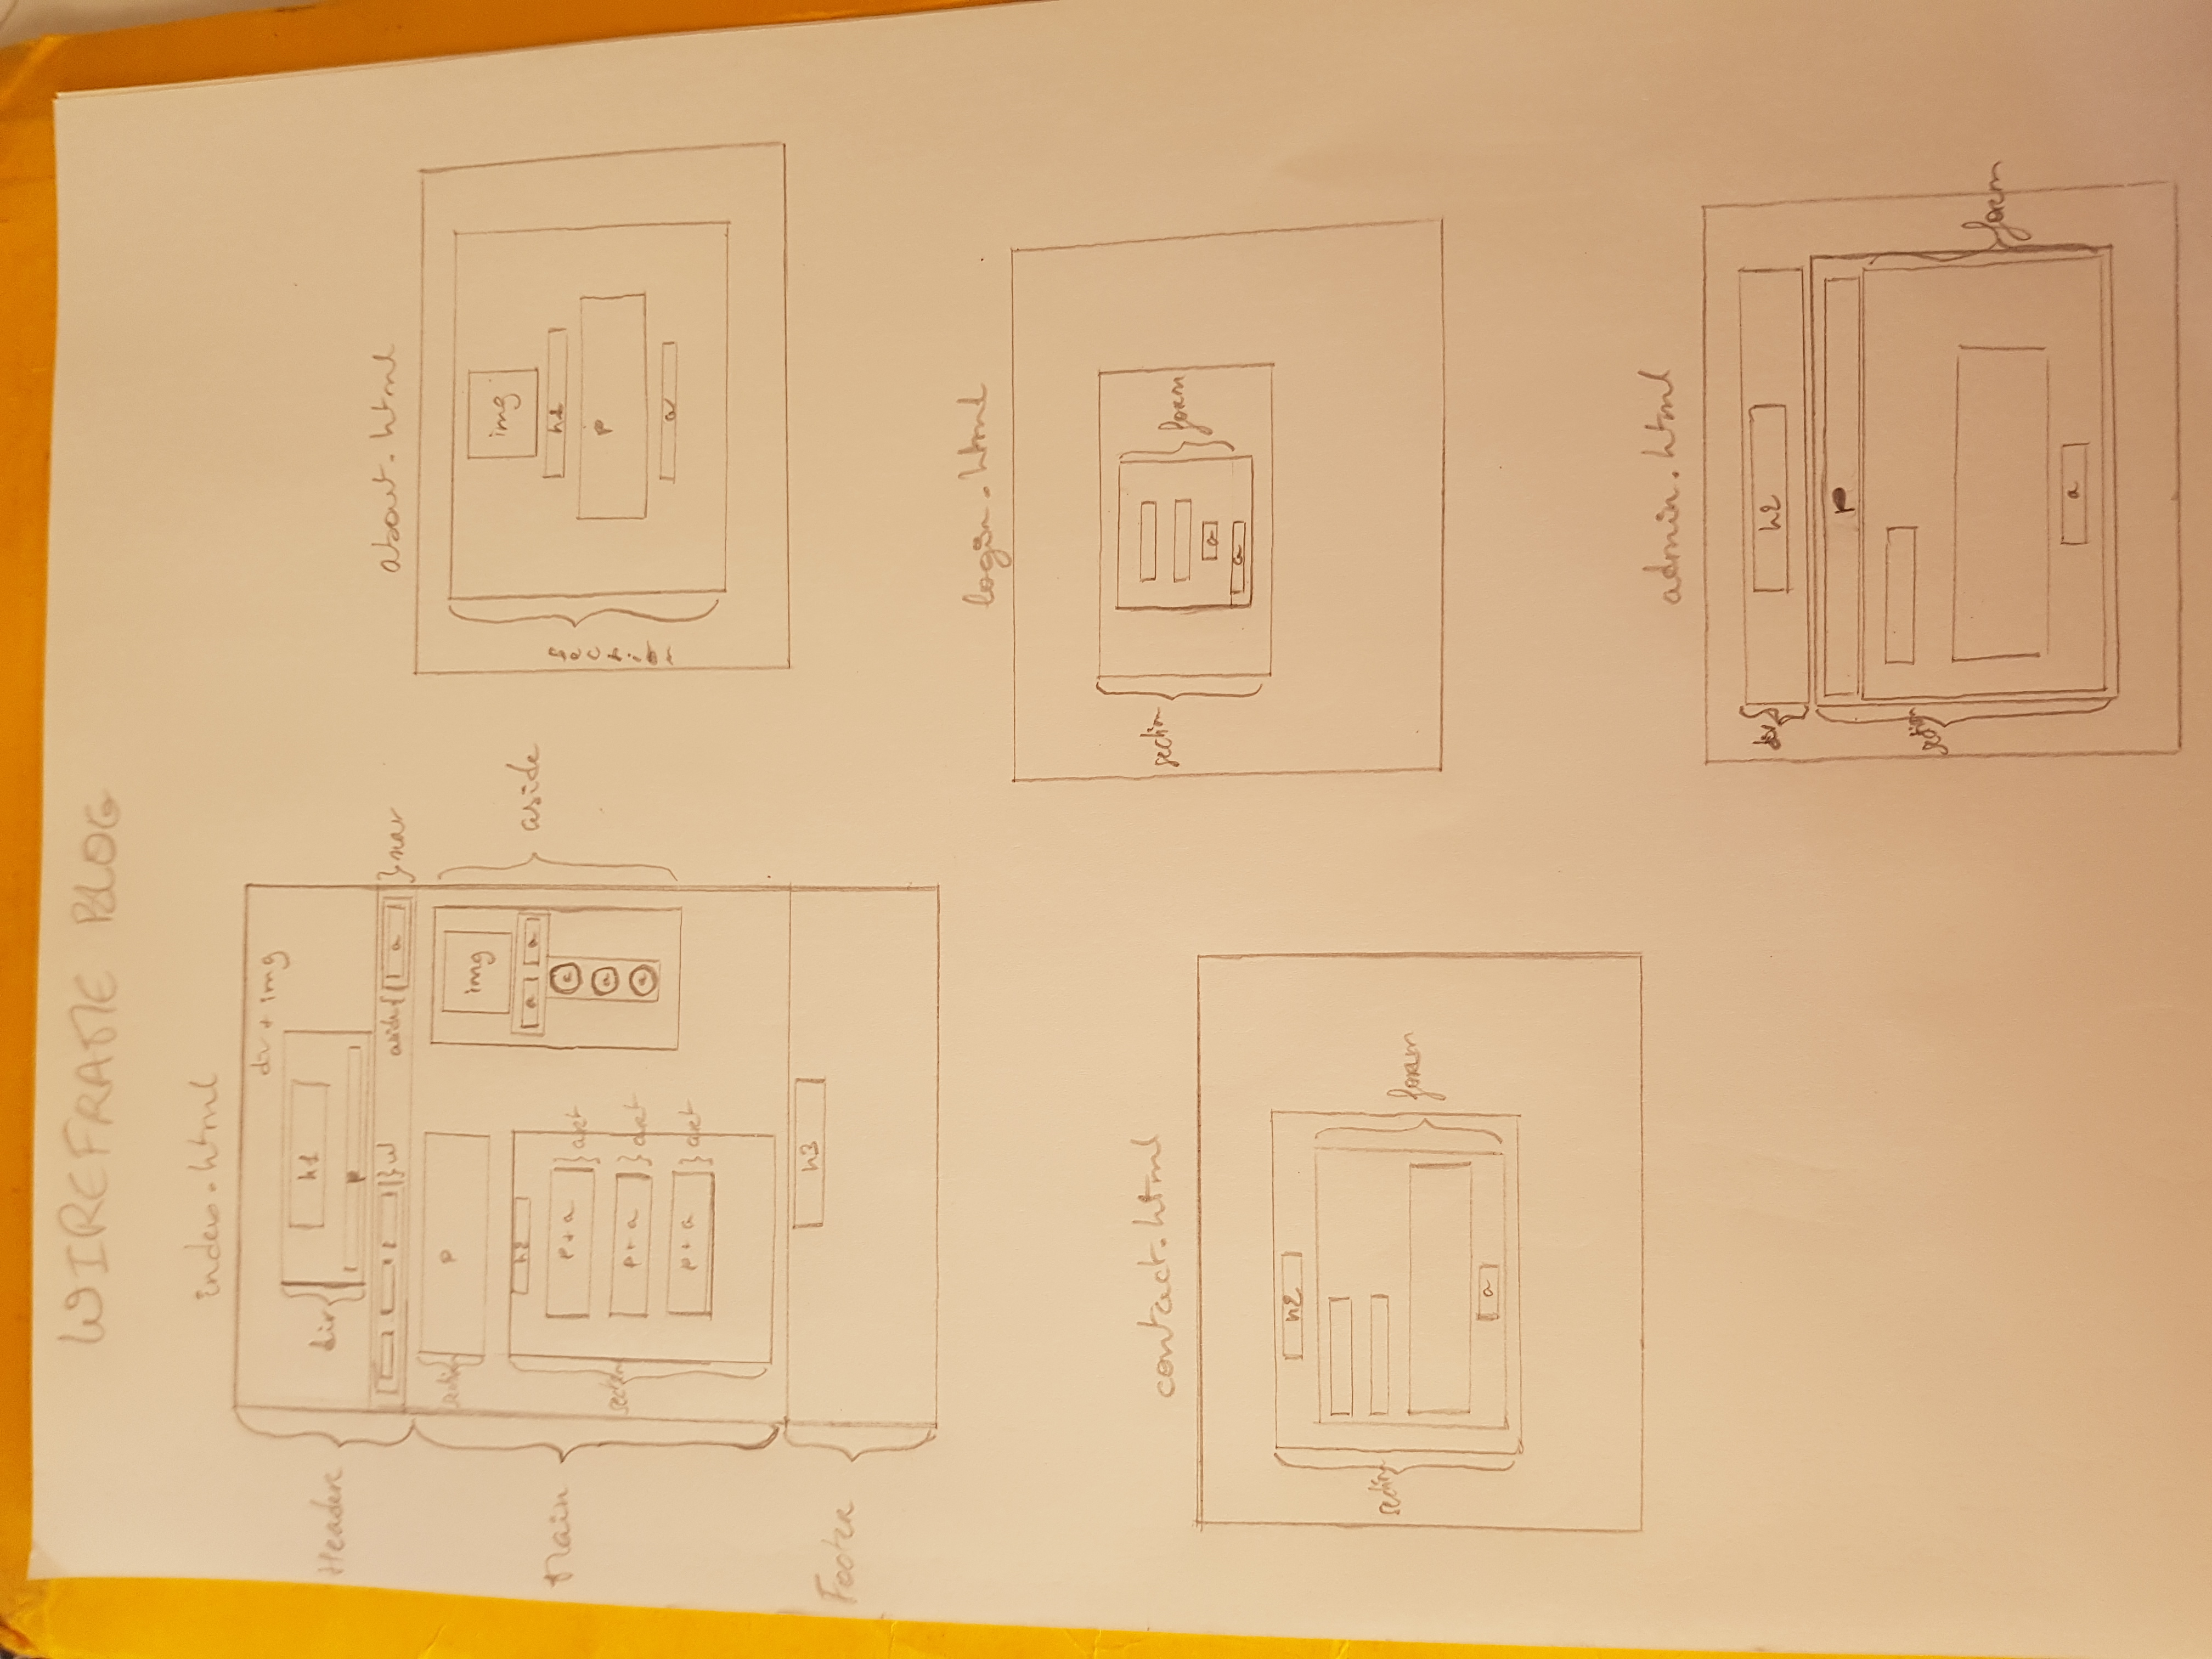 WIREFRAME BLOG
index.html
Header
div + img
div
h1
p
ul
aside
a
nav
Main
section
p
img
a
a
a
a
a
aside
section
h2
p+a
art
p+a
art
p+a
art
Footer
h3
about.html
section
img
h1
p
a
login.html
section
a
a
form
contact.html
section
h2
a
form
admin.html
div
h2
section
p
a
form